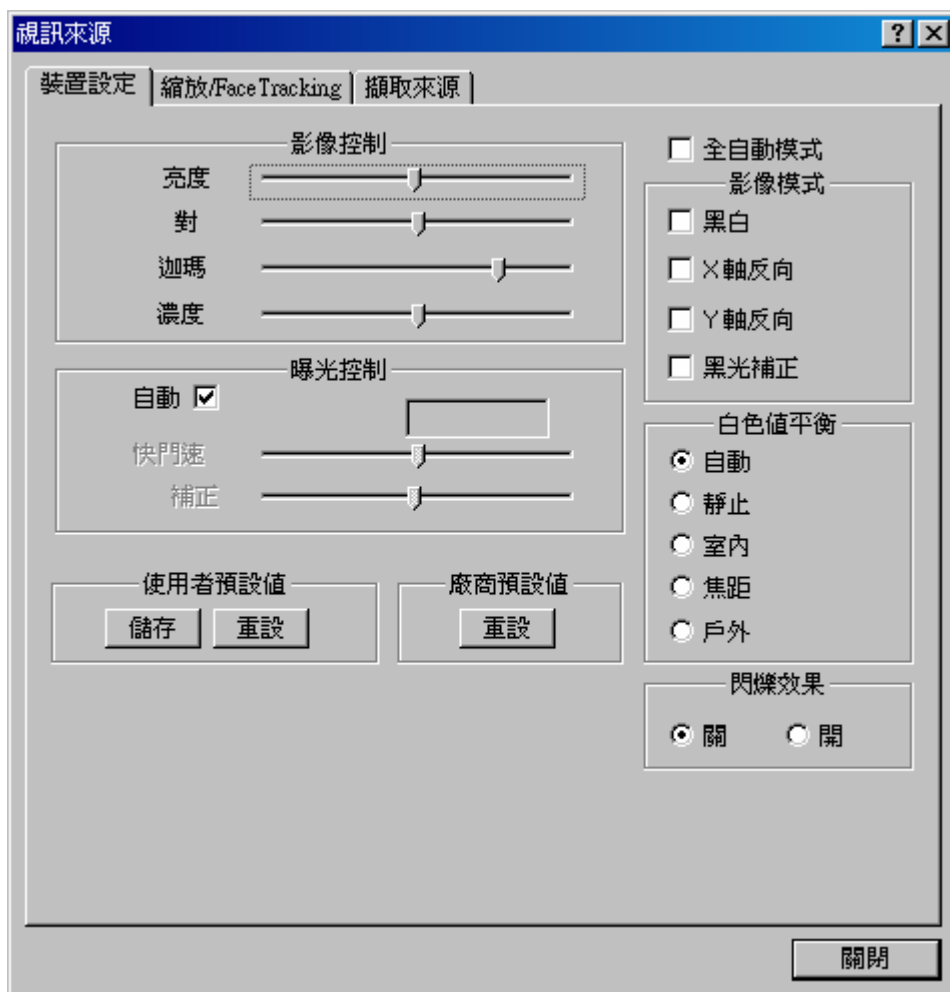 視訊來源
裝置設定 縮放/Face Tracking 擷取來源
影像控制
亮度
對
迦瑪
濃度
曝光控制
自動
快門速
補正
使用者預設值
儲存 重設
廠商預設值
重設
全自動模式
影像模式
黑白
X軸反向
Y軸反向
黑光補正
白色值平衡
自動
靜止
室內
焦距
戶外
閃爍效果
關 開
關閉